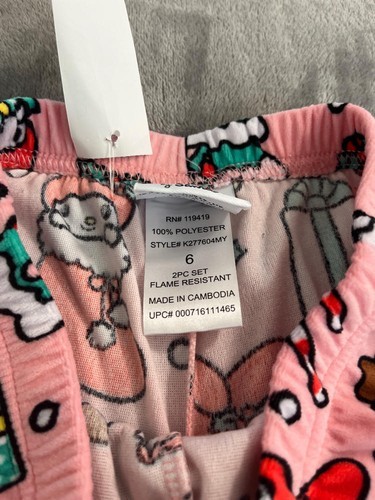 RN# 119419
100% POLYESTER
STYLE# K277604MY
6
2PC SET
FLAME RESISTANT
MADE IN CAMBODIA
UPC# 000716111465